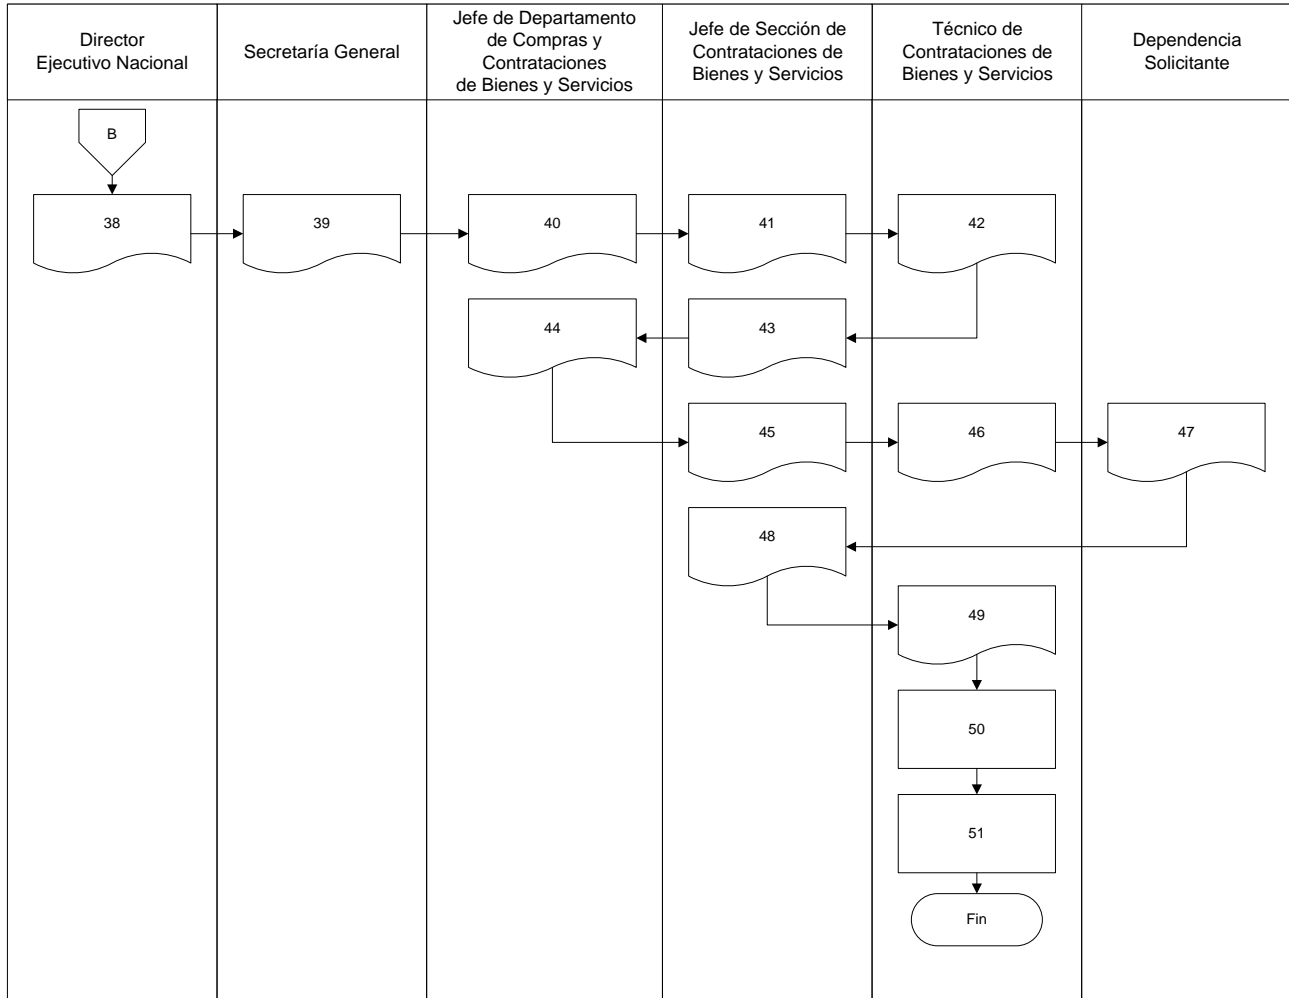 Director
Ejecutivo Nacional
Secretaría General
Jefe de Departamento
de Compras y
Contrataciones
de Bienes y Servicios
Jefe de Sección de
Contrataciones de
Bienes y Servicios
Técnico de
Contrataciones de
Bienes y Servicios
Dependencia
Solicitante
B
38
39
40
41
42
44
43
45
46
47
48
49
50
51
Fin